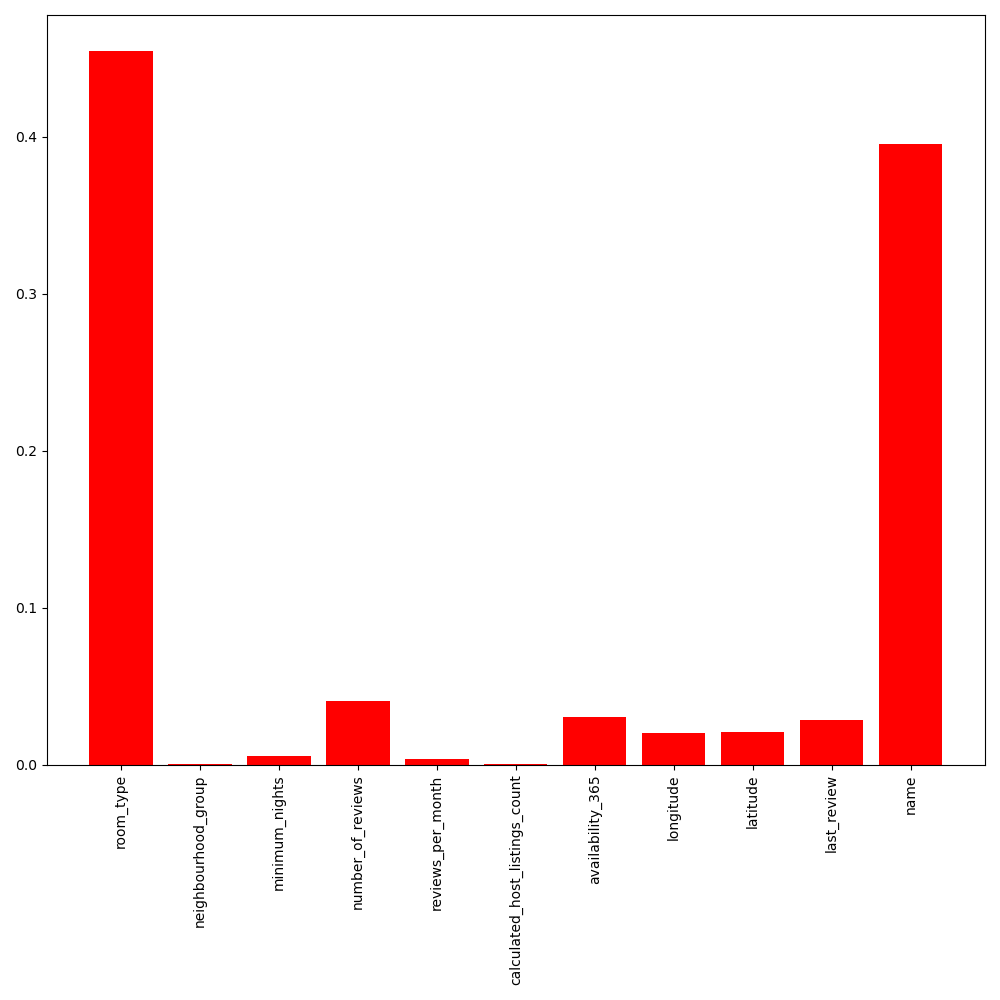 0.4
0.3
0.2
0.1
0.0
room_type
neighbourhood_group
minimum_nights
number_of_reviews
reviews_per_month
calculated_host_listings_count
availability_365
longitude
latitude
last_review
name